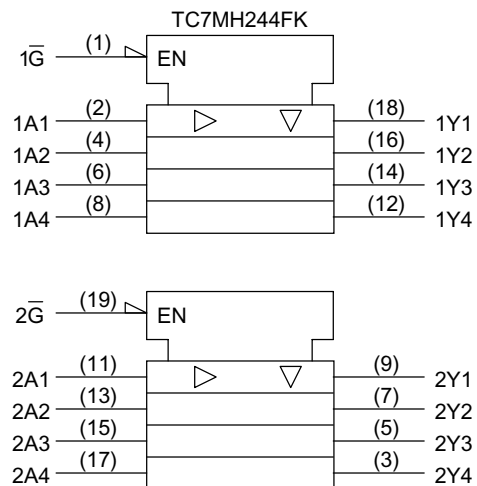 TC7MH244FK
1G̅ (1) EN
1A1 (2) (18) 1Y1
1A2 (4) (16) 1Y2
1A3 (6) (14) 1Y3
1A4 (8) (12) 1Y4
2G̅ (19) EN
2A1 (11) (9) 2Y1
2A2 (13) (7) 2Y2
2A3 (15) (5) 2Y3
2A4 (17) (3) 2Y4